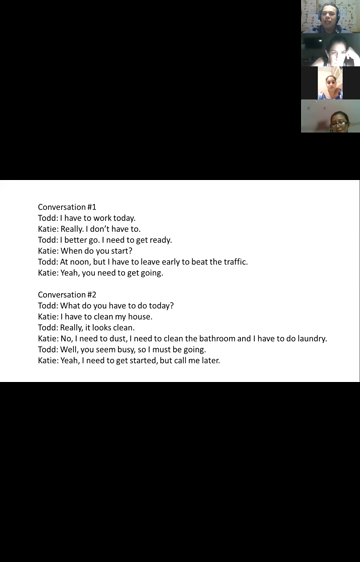 Conversation #1
Todd: I have to work today.
Katie: Really. I don't have to.
Todd: I better go. I need to get ready.
Katie: When do you start?
Todd: At noon, but I have to leave early to beat the traffic.
Katie: Yeah, you need to get going.
Conversation #2
Todd: What do you have to do today?
Katie: I have to clean my house.
Todd: Really, it looks clean.
Katie: No, I need to dust, I need to clean the bathroom and I have to do laundry.
Todd: Well, you seem busy, so I must be going.
Katie: Yeah, I need to get started, but call me later.